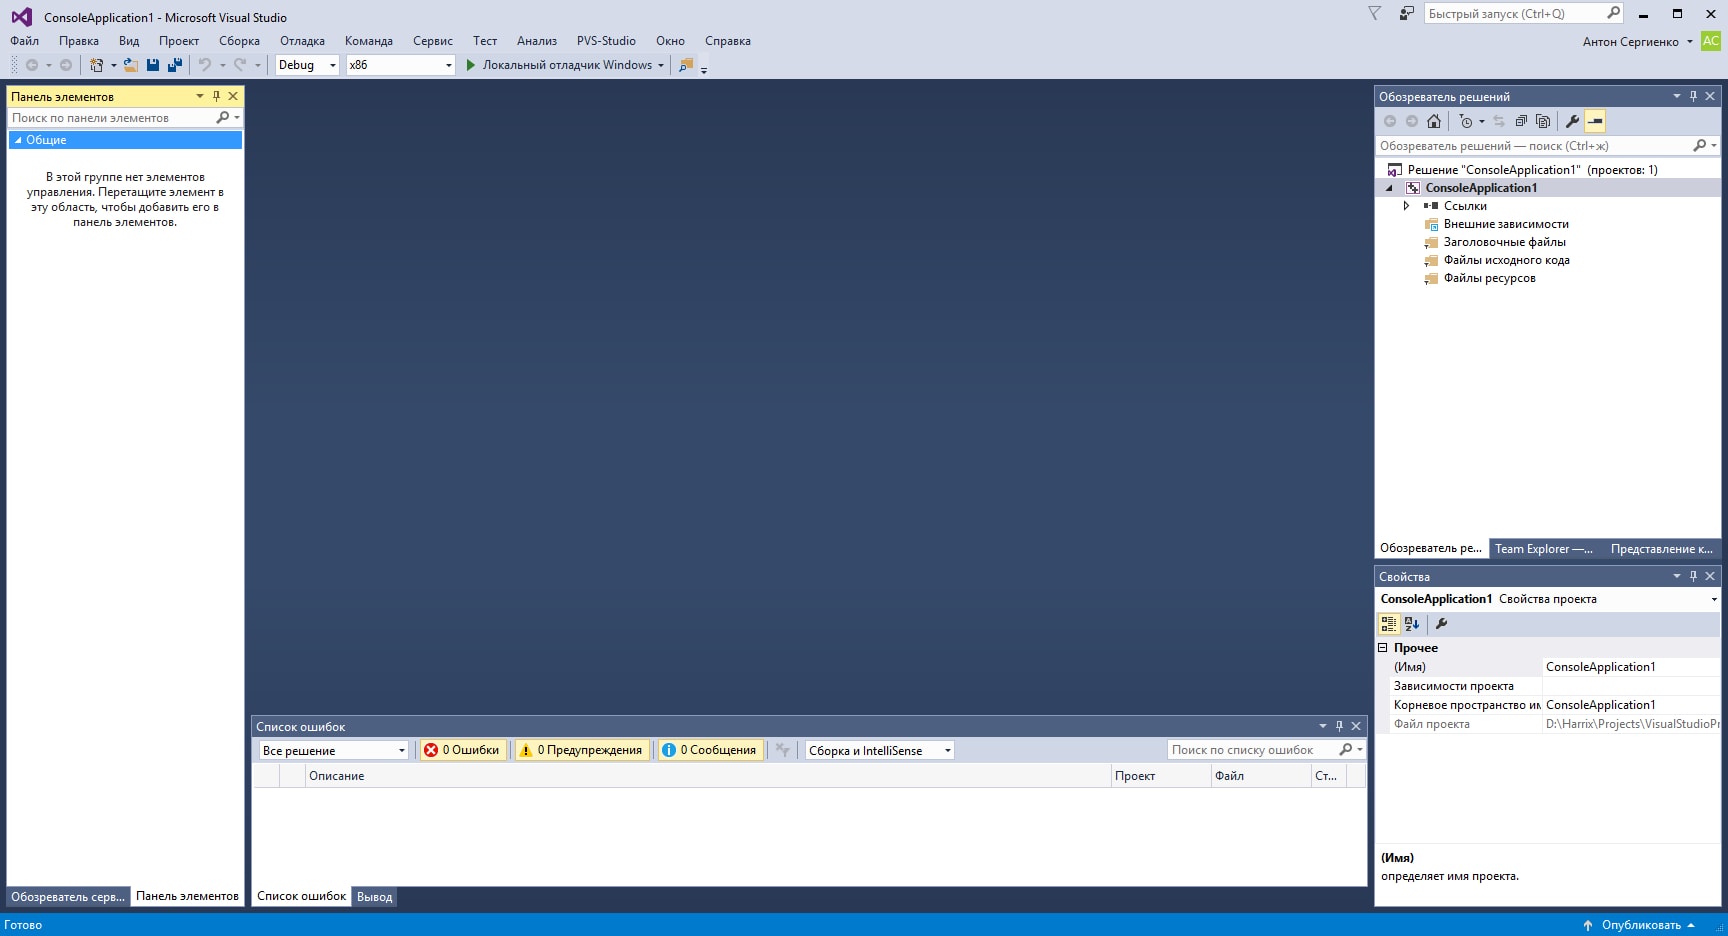 ConsoleApplication1 - Microsoft Visual Studio
Быстрый запуск (Ctrl+Q)
Файл Правка Вид Проект Сборка Отладка Команда Сервис Тест Анализ PVS-Studio Окно Справка
Антон Сергиенко
АС
Debug
x86
Локальный отладчик Windows
Панель элементов
Поиск по панели элементов
Общие
В этой группе нет элементов
управления. Перетащите элемент в
эту область, чтобы добавить его в
панель элементов.
Обозреватель серв...
Панель элементов
Список ошибок
Все решение
0 Ошибки
0 Предупреждения
0 Сообщения
Сборка и IntelliSense
Поиск по списку ошибок
Описание Проект Файл Ст...
Список ошибок
Вывод
Обозреватель решений
Обозреватель решений — поиск (Ctrl+ж)
Решение "ConsoleApplication1" (проектов: 1)
ConsoleApplication1
Ссылки
Внешние зависимости
Заголовочные файлы
Файлы исходного кода
Файлы ресурсов
Обозреватель ре...
Team Explorer —...
Представление к...
Свойства
ConsoleApplication1 Свойства проекта
Прочее
(Имя) ConsoleApplication1
Зависимости проекта
Корневое пространство им ConsoleApplication1
Файл проекта D:\Harrix\Projects\VisualStudioPr
(Имя)
определяет имя проекта.
Готово
Опубликовать